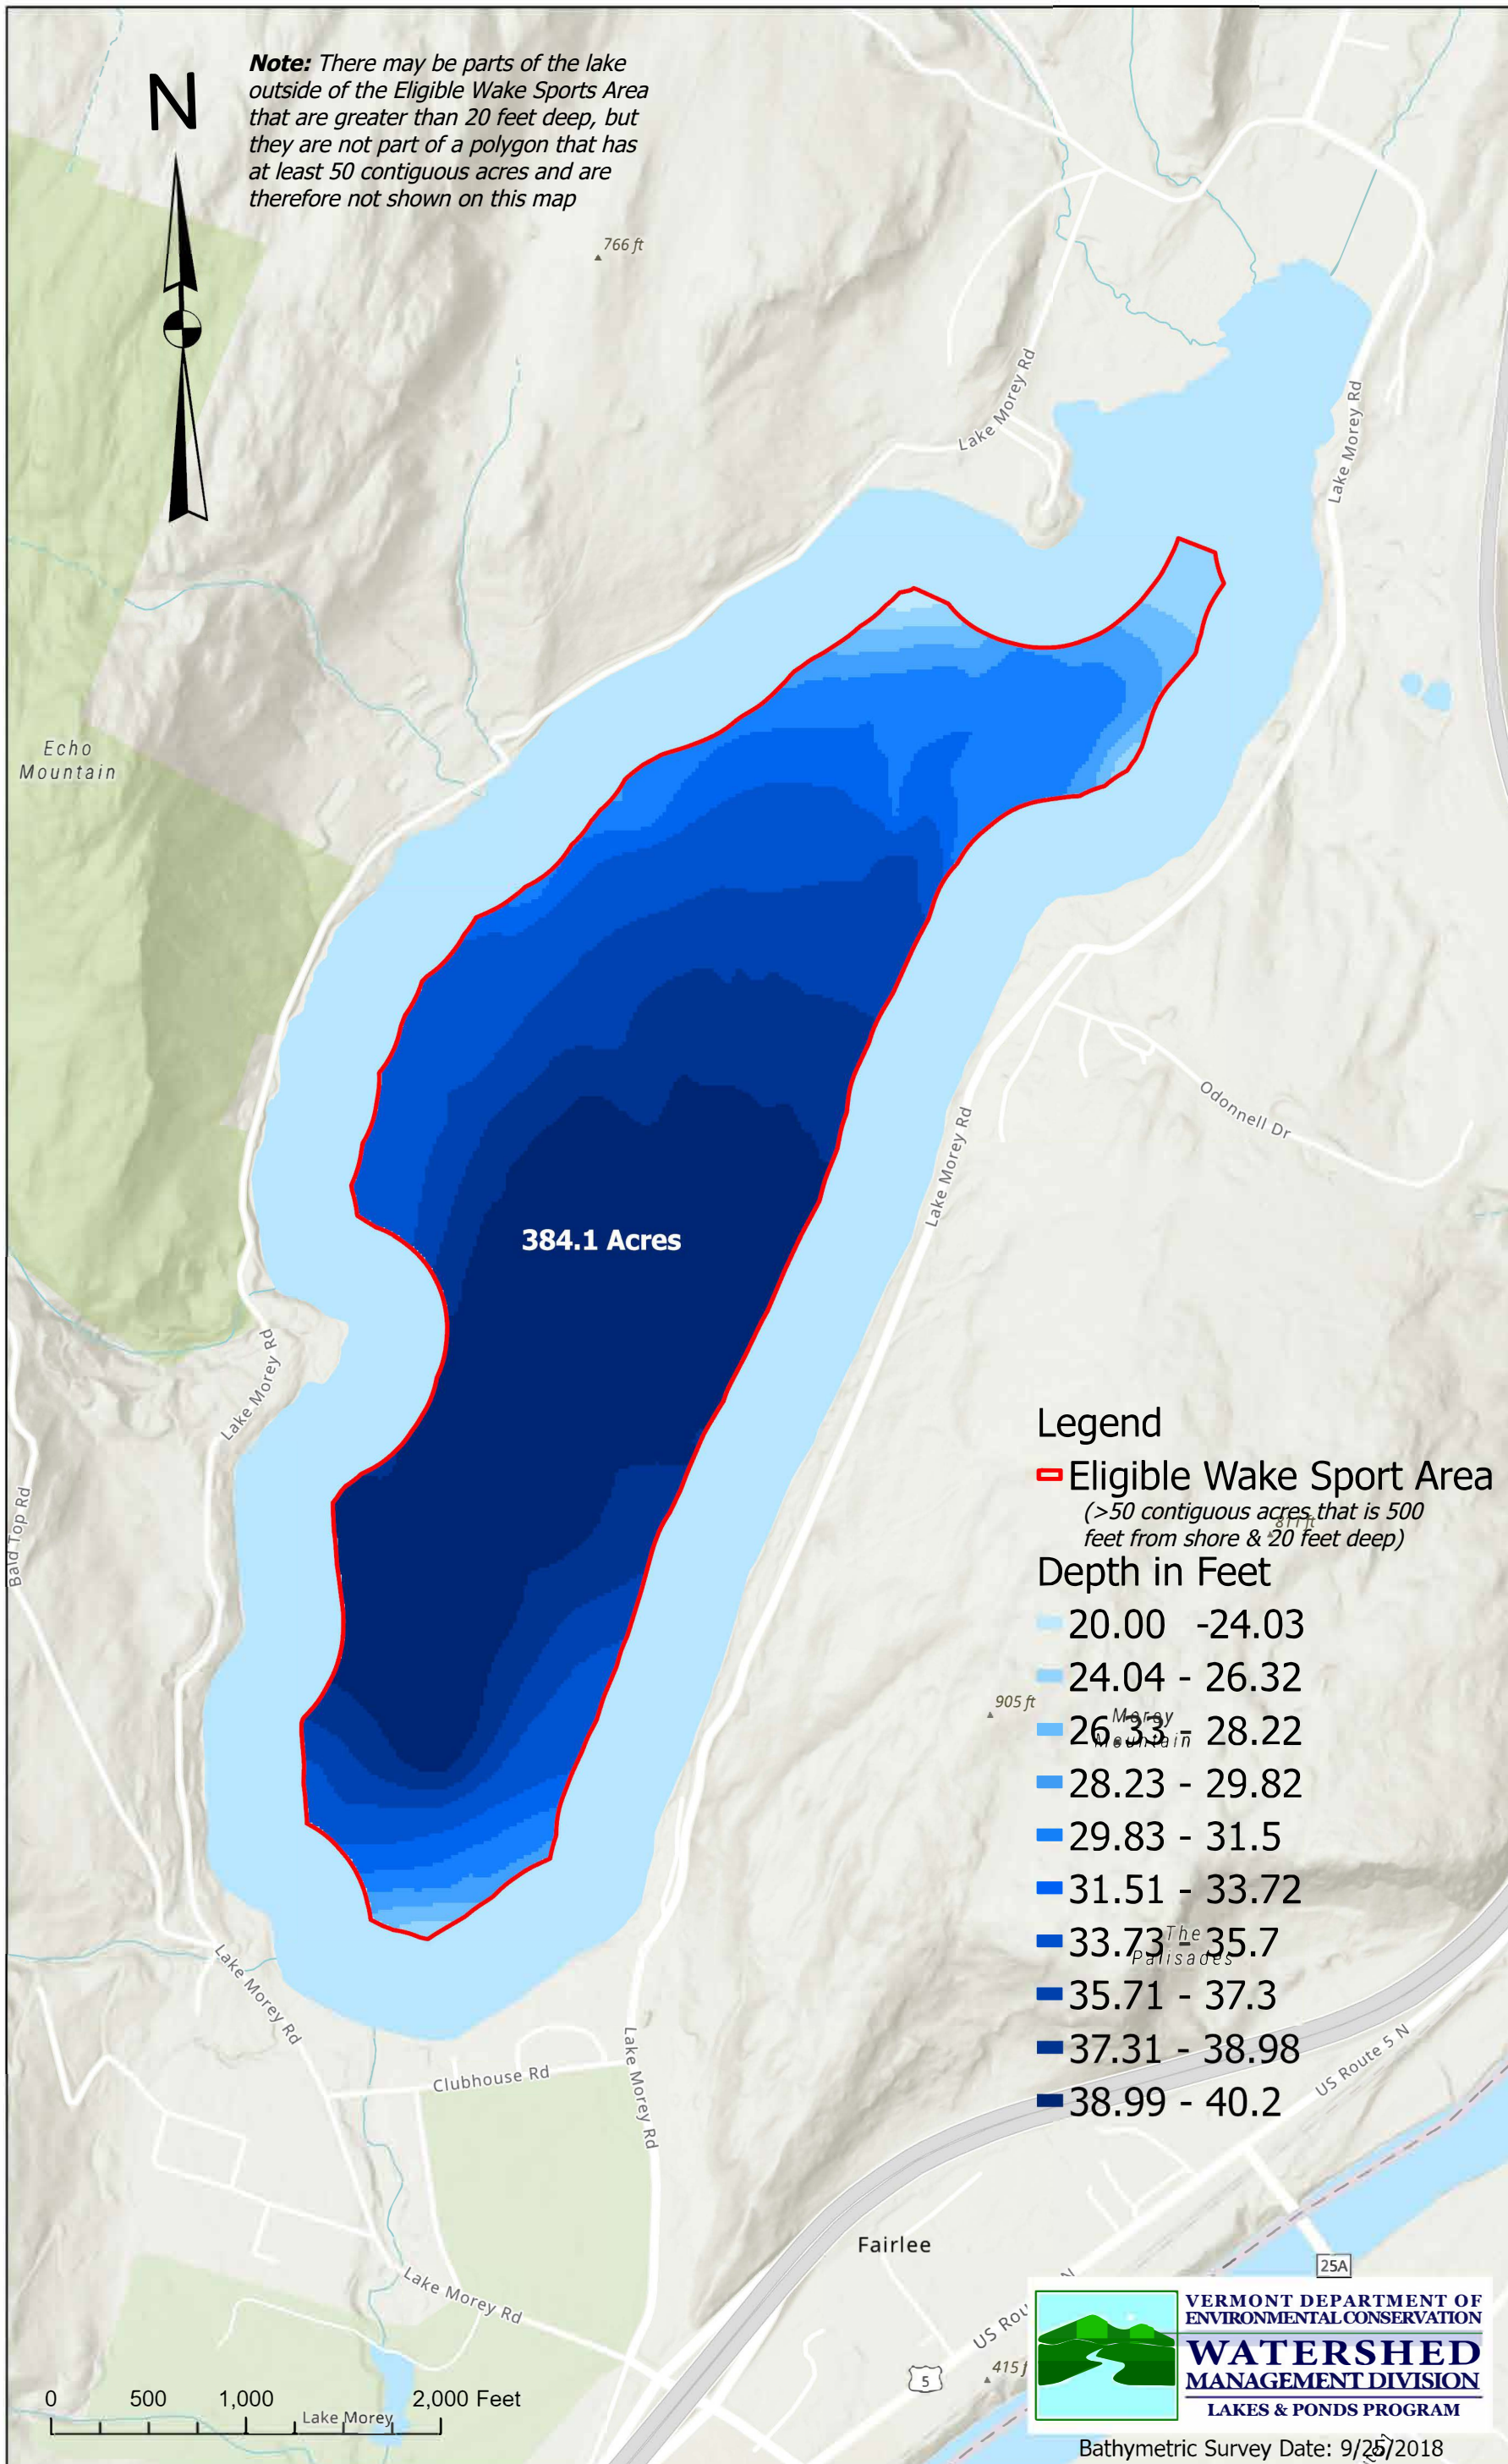 N
Note: There may be parts of the lake
outside of the Eligible Wake Sports Area
that are greater than 20 feet deep, but
they are not part of a polygon that has
at least 50 contiguous acres and are
therefore not shown on this map
766 ft
Lake Morey Rd
Lake Morey Rd
Echo
Mountain
Odonnell Dr
Lake Morey Rd
384.1 Acres
Lake Morey Rd
Bald Top Rd
Legend
Eligible Wake Sport Area
(>50 contiguous acres that is 500
feet from shore & 20 feet deep)
811 ft
Depth in Feet
20.00 -24.03
24.04 - 26.32
905 ft
Morey
Mountain
26.33 - 28.22
28.23 - 29.82
29.83 - 31.5
31.51 - 33.72
The
Palisades
33.73 - 35.7
35.71 - 37.3
37.31 - 38.98
38.99 - 40.2
Lake Morey Rd
Clubhouse Rd
Lake Morey Rd
US Route 5 N
Fairlee
25A
Lake Morey Rd
US Rou
N
5
415 f
0 500 1,000 2,000 Feet
Lake Morey
VERMONT DEPARTMENT OF
ENVIRONMENTAL CONSERVATION
WATERSHED
MANAGEMENT DIVISION
LAKES & PONDS PROGRAM
Bathymetric Survey Date: 9/25/2018